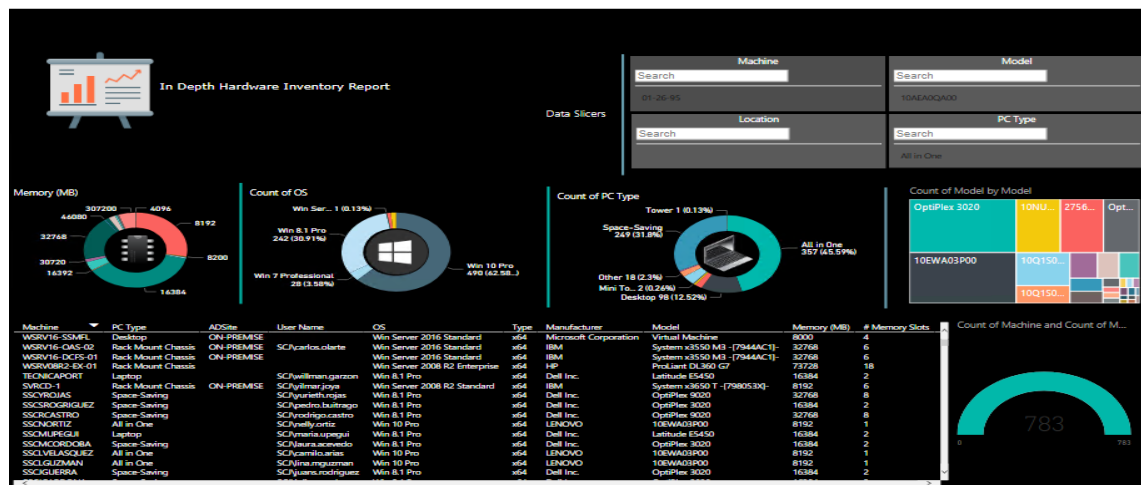 In Depth Hardware Inventory Report
Data Slicers
Machine
Search
01-26-95
Model
Search
10AEA0QA00
Location
Search
PC Type
Search
All in One
Memory (MB)
307200
4096
46080
8192
32768
8200
30720
16392
16384
Count of OS
Win Ser... 1 (0.13%)
Win 8.1 Pro
242 (30.91%)
Win 7 Professional
28 (3.58%)
Win 10 Pro
490 (62.58...)
Count of PC Type
Tower 1 (0.13%)
Space-Saving
249 (31.8%)
All in One
357 (45.59%)
Other 18 (2.3%)
Mini To... 2 (0.26%)
Desktop 98 (12.52%)
Count of Model by Model
OptiPlex 3020 10NU... 2756... Opt...
10EWA03P00 10Q1S0...
10Q1S0...
Machine PC Type ADSite User Name OS Type Manufacturer Model Memory (MB) # Memory Slots
WSRV16-SSMFL Desktop ON-PREMISE Win Server 2016 Standard x64 Microsoft Corporation Virtual Machine 8000 4
WSRV16-OAS-02 Rack Mount Chassis ON-PREMISE SCJ\carlos.olarte Win Server 2016 Standard x64 IBM System x3550 M3 -[7944AC1]- 32768 6
WSRV16-DCFS-01 Rack Mount Chassis ON-PREMISE Win Server 2016 Standard x64 IBM System x3550 M3 -[7944AC1]- 32768 6
WSRV08R2-EX-01 Rack Mount Chassis Win Server 2008 R2 Enterprise x64 HP ProLiant DL360 G7 73728 18
TECNICAPORT Laptop SCJ\willman.garzon Win 8.1 Pro x64 Dell Inc. Latitude E5450 16384 2
SVRCD-1 Rack Mount Chassis ON-PREMISE SCJ\yilmar.joya Win Server 2008 R2 Standard x64 IBM System x3650 T -[798053X]- 8192 6
SSCYROJAS Space-Saving SCJ\yurieth.rojas Win 8.1 Pro x64 Dell Inc. OptiPlex 9020 32768 8
SSCSROGRIGUEZ Space-Saving SCJ\pedro.buitrago Win 8.1 Pro x64 Dell Inc. OptiPlex 3020 16384 2
SSCRCASTRO Space-Saving SCJ\rodrigo.castro Win 8.1 Pro x64 Dell Inc. OptiPlex 9020 32768 8
SSCNORTIZ All in One SCJ\nelly.ortiz Win 10 Pro x64 LENOVO 10EWA03P00 8192 1
SSCMUPEGUI Laptop SCJ\maria.upegui Win 8.1 Pro x64 Dell Inc. Latitude E5450 16384 2
SSCMCORDOBA Space-Saving SCJ\laura.acevedo Win 8.1 Pro x64 Dell Inc. OptiPlex 3020 16384 2
SSCLVELASQUEZ All in One SCJ\camilo.arias Win 10 Pro x64 LENOVO 10EWA03P00 8192 1
SSCLGUZMAN All in One SCJ\lina.mguzman Win 10 Pro x64 LENOVO 10EWA03P00 8192 1
SSCJGUERRA Space-Saving SCJ\juans.rodriguez Win 8.1 Pro x64 Dell Inc. OptiPlex 3020 16384 2
Count of Machine and Count of M...
783
0
783